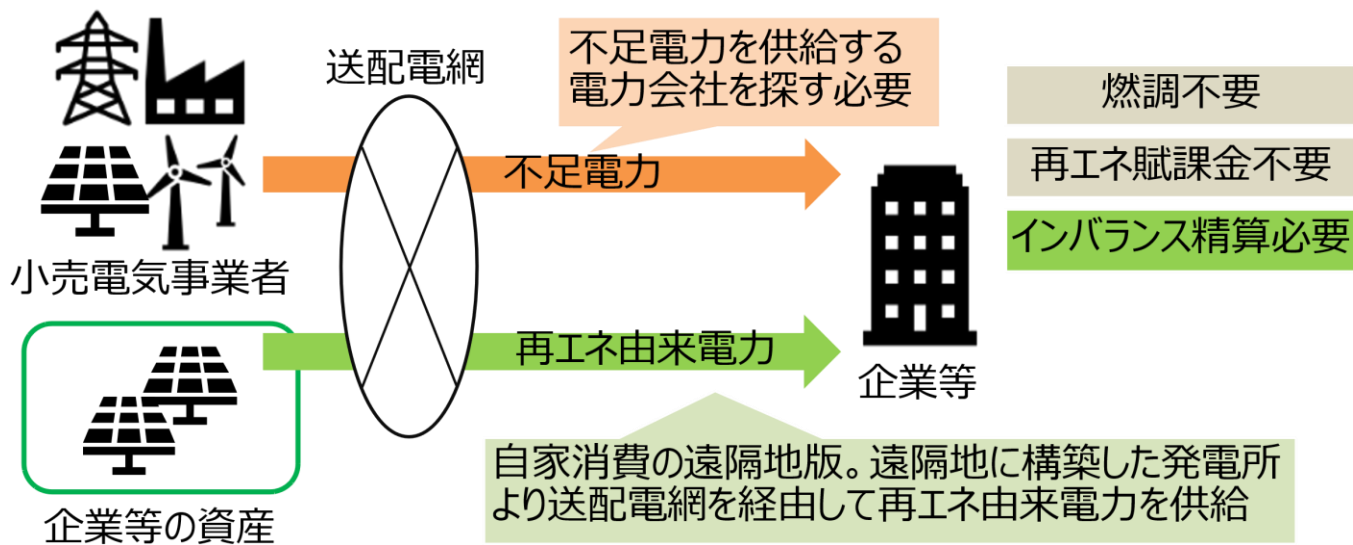 不足電力を供給する
電力会社を探す必要
送配電網
燃調不要
再エネ賦課金不要
インバランス精算必要
不足電力
小売電気事業者
再エネ由来電力
企業等
自家消費の遠隔地版。遠隔地に構築した発電所
より送配電網を経由して再エネ由来電力を供給
企業等の資産